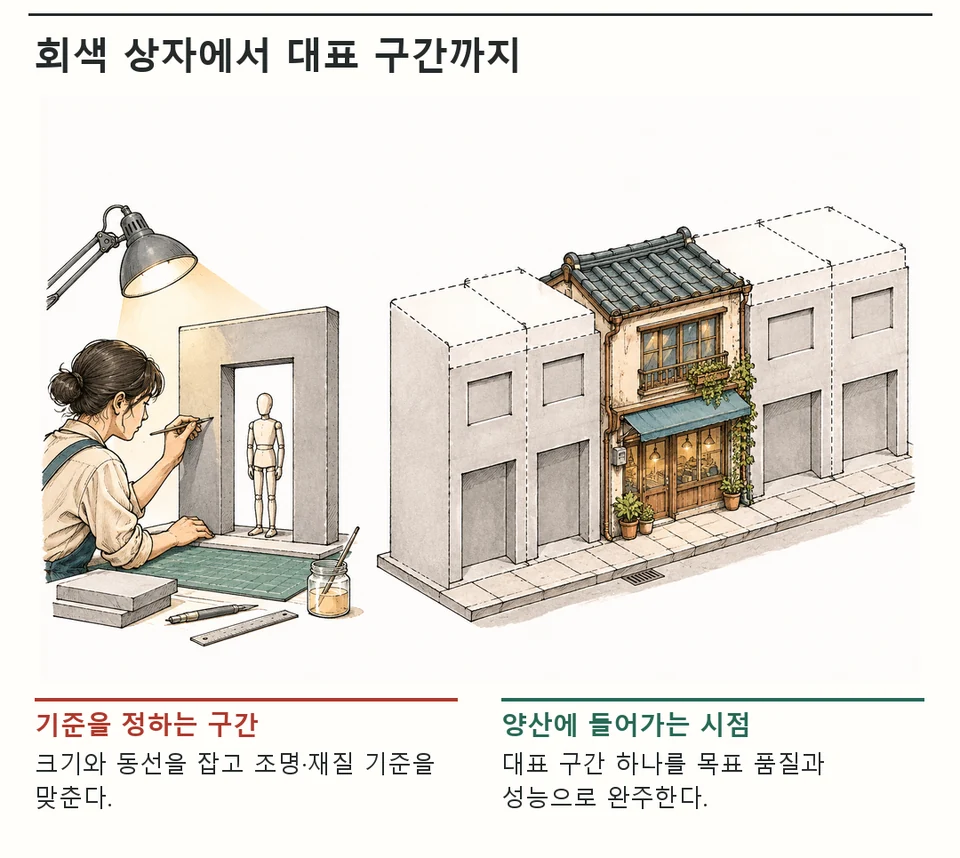 회색 상자에서 대표 구간까지
기준을 정하는 구간
크기와 동선을 잡고 조명·재질 기준을
맞춘다.
양산에 들어가는 시점
대표 구간 하나를 목표 품질과
성능으로 완주한다.